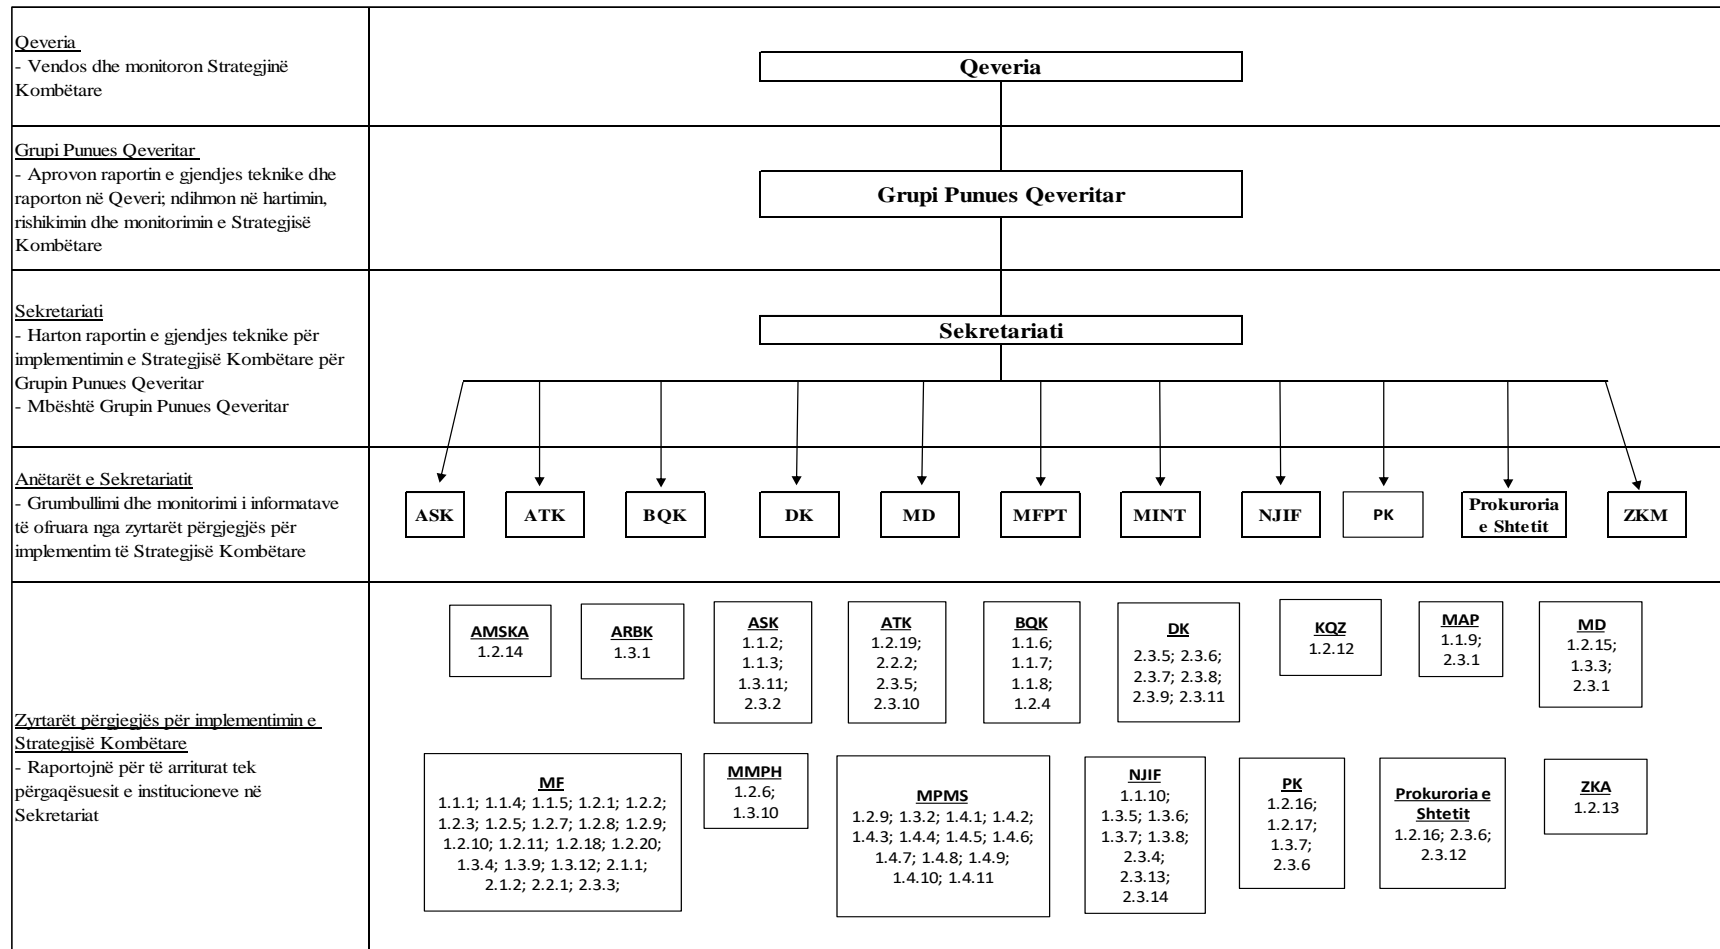 Qeveria
- Vendos dhe monitoron Strategjinë
Kombëtare
Qeveria
Grupi Punues Qeveritar
- Aprovon raportin e gjendjes teknike dhe
raporton në Qeveri; ndihmon në hartimin,
rishikimin dhe monitorimin e Strategjisë
Kombëtare
Grupi Punues Qeveritar
Sekretariati
- Harton raportin e gjendjes teknike për
implementimin e Strategjisë Kombëtare për
Grupin Punues Qeveritar
- Mbështë Grupin Punues Qeveritar
Sekretariati
Anëtarët e Sekretariatit
- Grumbullimi dhe monitorimi i informatave
të ofruara nga zyrtarët përgjegjës për
implementim të Strategjisë Kombëtare
ASK
ATK
BQK
DK
MD
MFPT
MINT
NJIF
PK
Prokuroria
e Shtetit
ZKM
Zyrtarët përgjegjës për implementimin e
Strategjisë Kombëtare
- Raportojnë për të arriturat tek
përgaqësuesit e institucioneve në
Sekretariat
AMSKA
1.2.14
ARBK
1.3.1
ASK
1.1.2;
1.1.3;
1.3.11;
2.3.2
ATK
1.2.19;
2.2.2;
2.3.5;
2.3.10
BQK
1.1.6;
1.1.7;
1.1.8;
1.2.4
DK
2.3.5; 2.3.6;
2.3.7; 2.3.8;
2.3.9; 2.3.11
KQZ
1.2.12
MAP
1.1.9;
2.3.1
MD
1.2.15;
1.3.3;
2.3.1
MF
1.1.1; 1.1.4; 1.1.5; 1.2.1; 1.2.2;
1.2.3; 1.2.5; 1.2.7; 1.2.8; 1.2.9;
1.2.10; 1.2.11; 1.2.18; 1.2.20;
1.3.4; 1.3.9; 1.3.12; 2.1.1;
2.1.2; 2.2.1; 2.3.3;
MMPH
1.2.6;
1.3.10
MPMS
1.2.9; 1.3.2; 1.4.1; 1.4.2;
1.4.3; 1.4.4; 1.4.5; 1.4.6;
1.4.7; 1.4.8; 1.4.9;
1.4.10; 1.4.11
NJIF
1.1.10;
1.3.5; 1.3.6;
1.3.7; 1.3.8;
2.3.4;
2.3.13;
2.3.14
PK
1.2.16;
1.2.17;
1.3.7;
2.3.6
Prokuroria e
Shtetit
1.2.16; 2.3.6;
2.3.12
ZKA
1.2.13